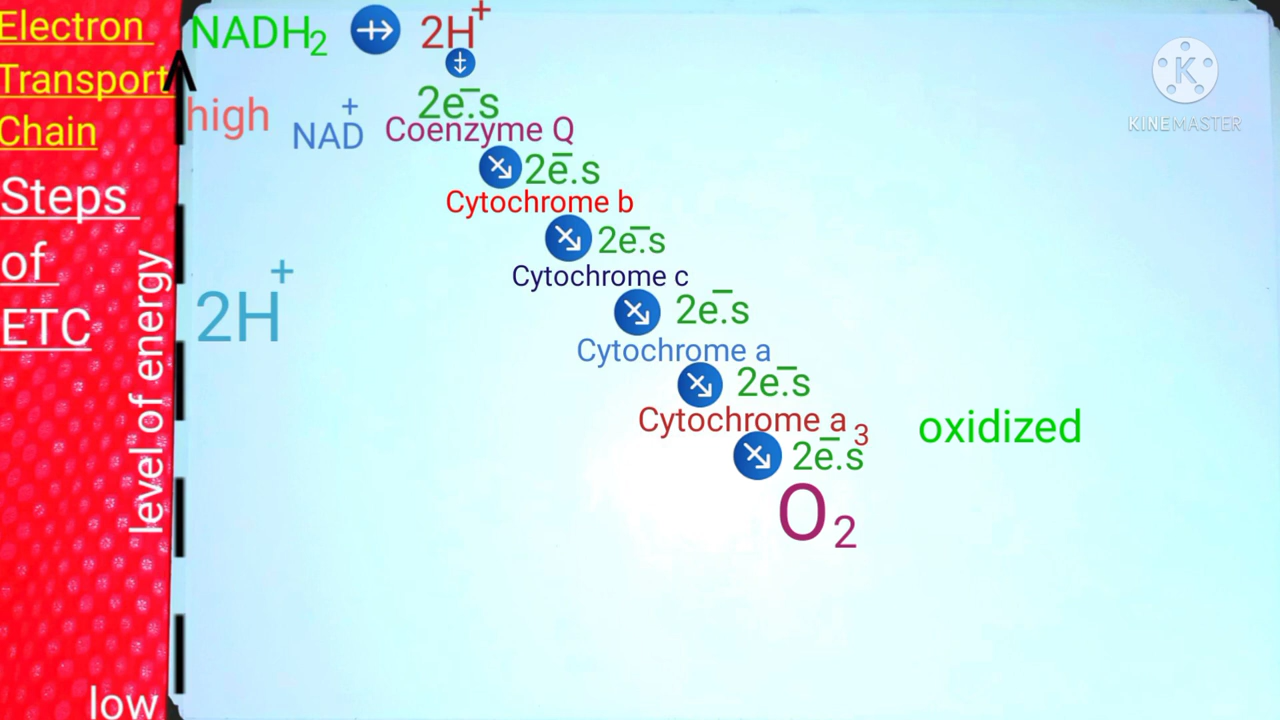 Electron
Transport
Chain
Steps
of
ETC
level of energy
high
low
NADH₂ 2H⁺
2e⁻.s
NAD⁺ Coenzyme Q
2e⁻.s
Cytochrome b
2e⁻.s
Cytochrome c
2H⁺
2e⁻.s
Cytochrome a
2e⁻.s
Cytochrome a₃
oxidized
2e⁻.s
O₂
K
KINEMASTER